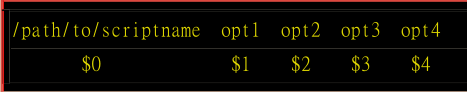 /path/to/scriptname opt1 opt2 opt3 opt4
$0 $1 $2 $3 $4